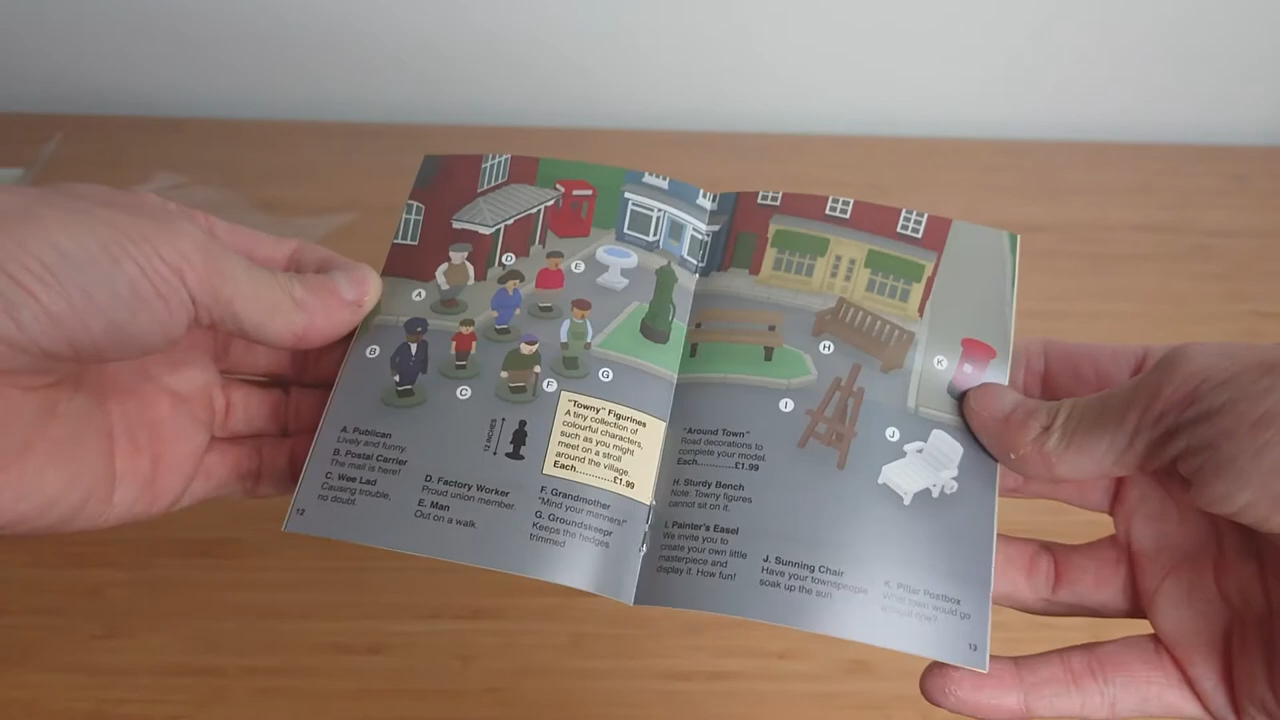 A
B
C
D
E
F
G
12 INCHES
"Towny" Figurines
A tiny collection of
colourful characters,
such as you might
meet on a stroll
around the village.
Each............£1.99
A. Publican
Lively and funny.
B. Postal Carrier
The mail is here!
C. Wee Lad
Causing trouble,
no doubt.
D. Factory Worker
Proud union member.
E. Man
Out on a walk.
F. Grandmother
"Mind your manners!"
G. Groundskeepr
Keeps the hedges
trimmed
12
H
I
J
K
"Around Town"
Road decorations to
complete your model.
Each............£1.99
H. Sturdy Bench
Note: Towny figures
cannot sit on it.
I. Painter's Easel
We invite you to
create your own little
masterpiece and
display it. How fun!
J. Sunning Chair
Have your townspeople
soak up the sun
K. Pillar Postbox
What town would go
without one?
13